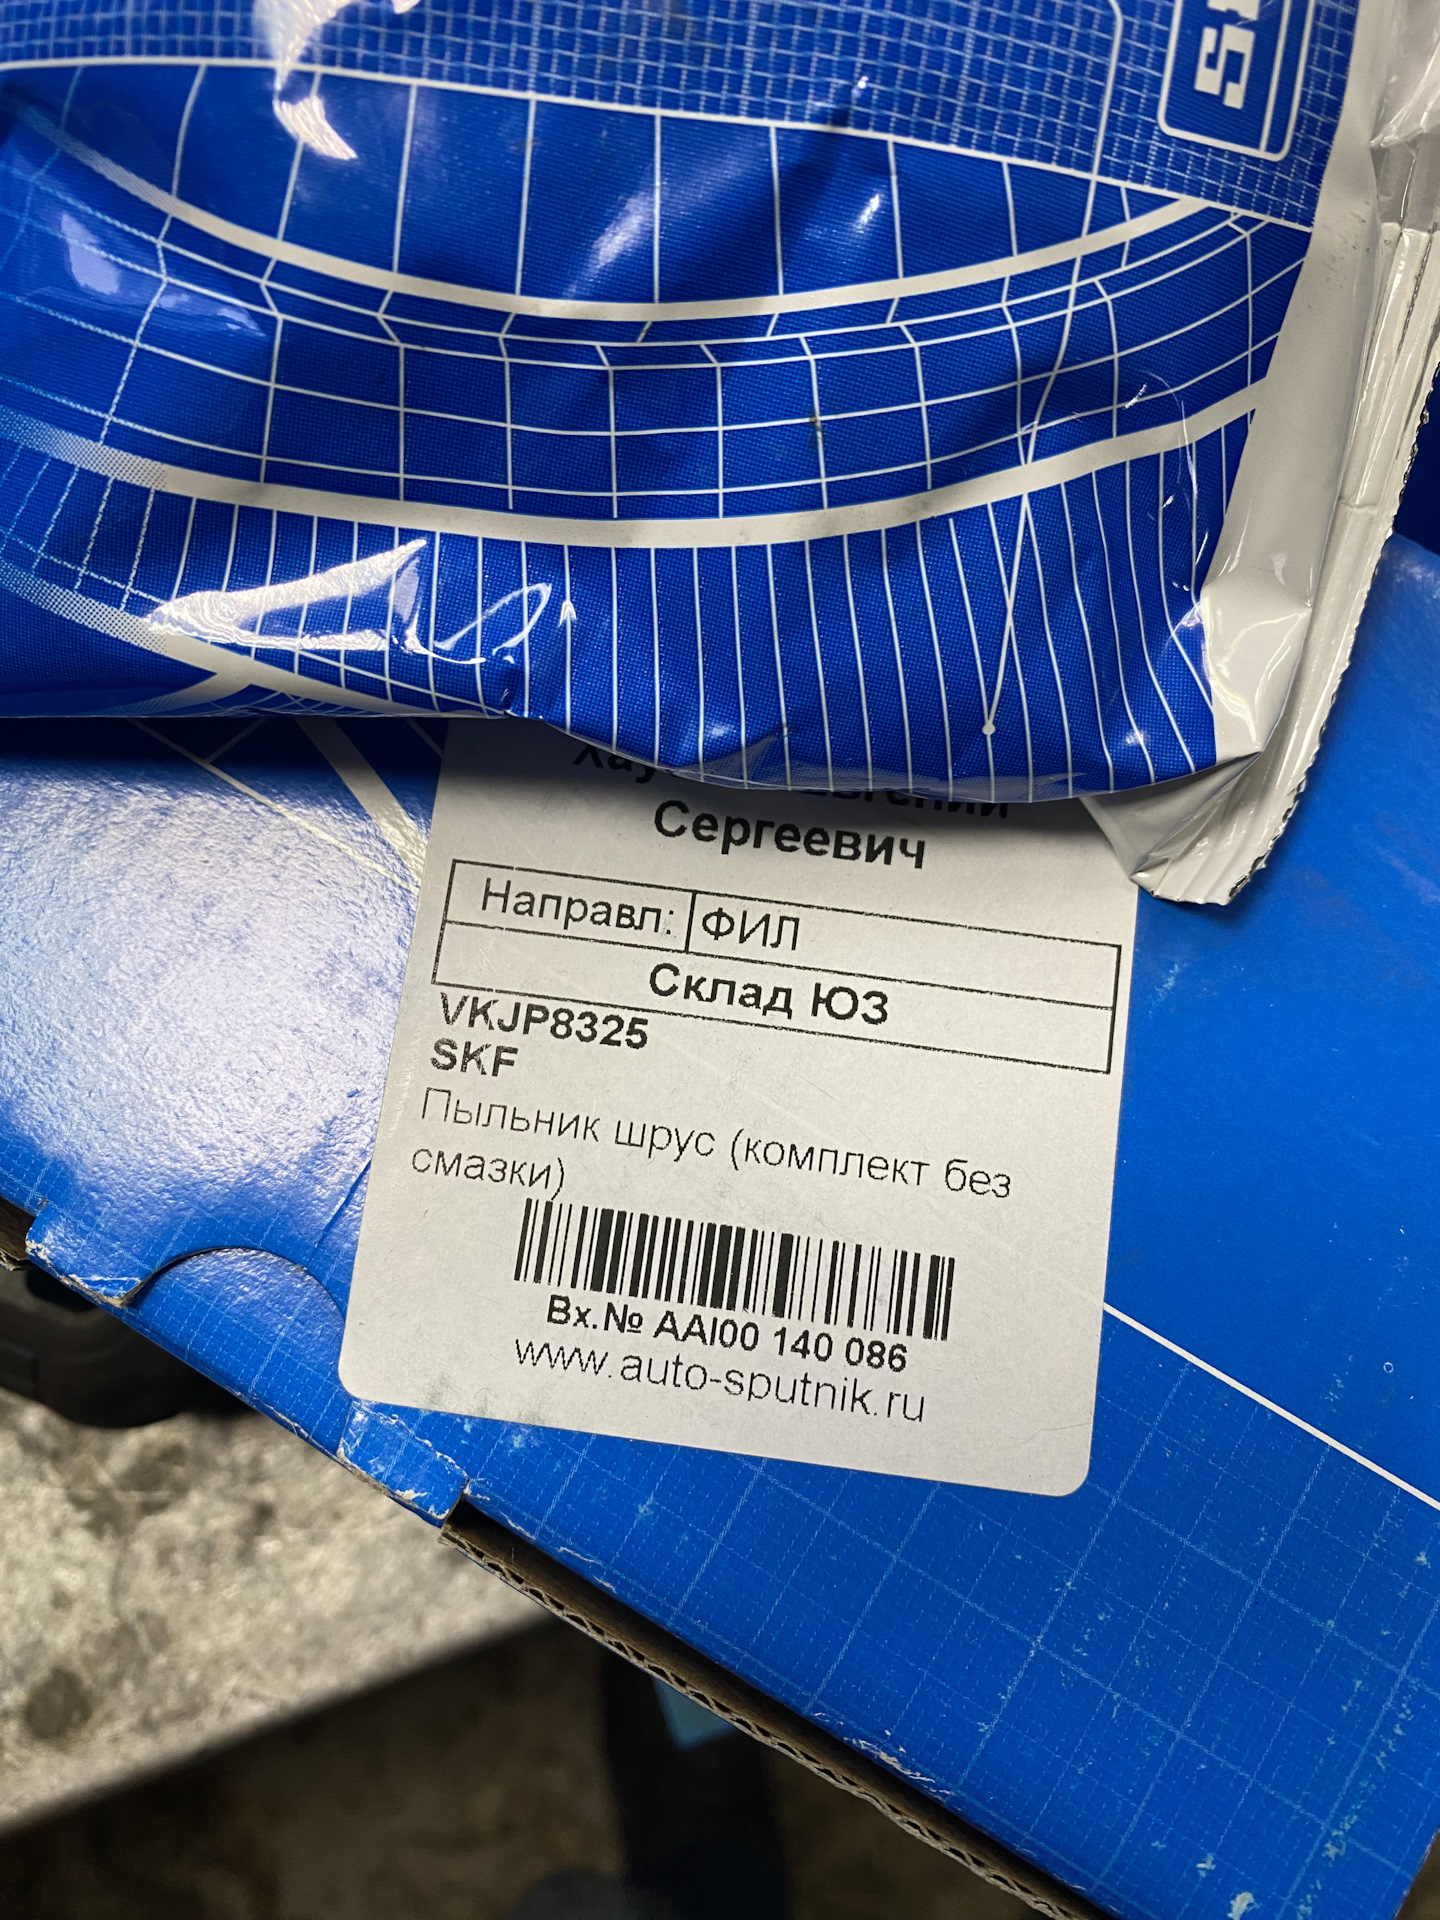 Сергеевич
Направл: ФИЛ
Склад ЮЗ
VKJP8325
SKF
Пыльник шрус (комплект без
смазки)
Вх.№ AAI00 140 086
www.auto-sputnik.ru